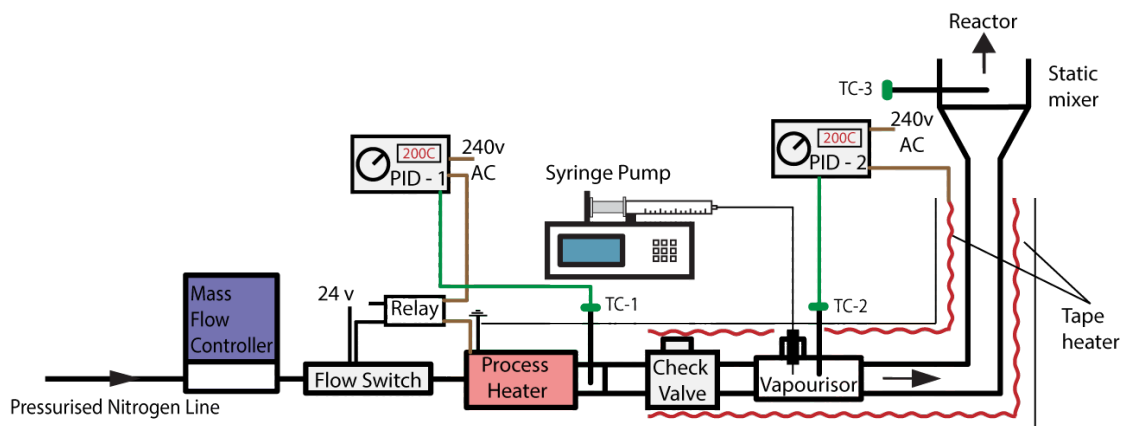 Reactor
Static
mixer
TC-3
240v
AC
200C
PID - 2
240v
AC
200C
PID - 1
Syringe Pump
Mass
Flow
Controller
24 v
Relay
TC-1
TC-2
Tape
heater
Process
Heater
Check
Valve
Vapourisor
Flow Switch
Pressurised Nitrogen Line